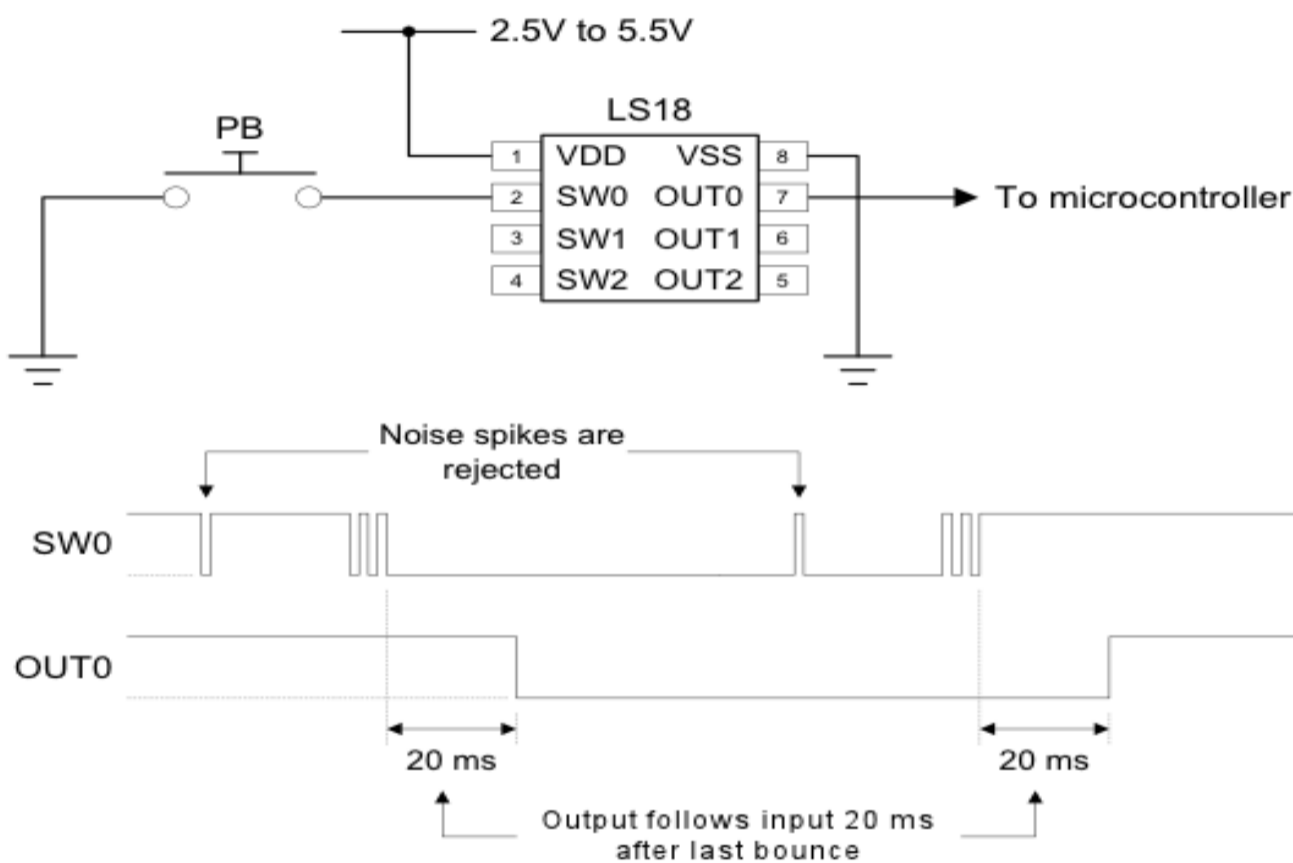 2.5V to 5.5V
LS18
PB
1 VDD VSS 8
2 SW0 OUT0 7
To microcontroller
3 SW1 OUT1 6
4 SW2 OUT2 5
Noise spikes are
rejected
SW0
OUT0
20 ms
20 ms
Output follows input 20 ms
after last bounce